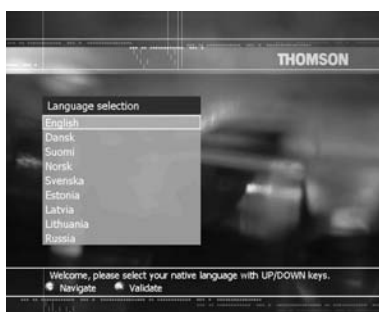 THOMSON
Language selection
English
Dansk
Suomi
Norsk
Svenska
Estonia
Latvia
Lithuania
Russia
Welcome, please select your native language with UP/DOWN keys.
Navigate Validate